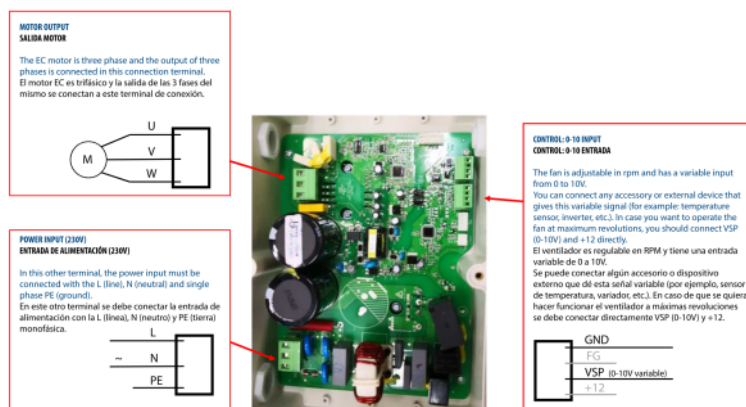 MOTOR OUTPUT
SALIDA MOTOR
The EC motor is three phase and the output of three
phases is connected in this connection terminal.
El motor EC es trifásico y la salida de las 3 fases del
mismo se conectan a este terminal de conexión.
U
V
W
M
POWER INPUT (230V)
ENTRADA DE ALIMENTACIÓN (230V)
In this other terminal, the power input must be
connected with the L (line), N (neutral) and single
phase PE (ground).
En este otro terminal se debe conectar la entrada de
alimentación con la L (línea), N (neutro) y PE (tierra)
monofásica.
L
~ N
PE
CONTROL: 0-10 INPUT
CONTROL: 0-10 ENTRADA
The fan is adjustable in rpm and has a variable input
from 0 to 10V.
You can connect any accessory or external device that
gives this variable signal (for example: temperature
sensor, inverter, etc.). In case you want to operate the
fan at maximum revolutions, you should connect VSP
(0-10V) and +12 directly.
El ventilador es regulable en RPM y tiene una entrada
variable de 0 a 10V.
Se puede conectar algún accesorio o dispositivo
externo que dé esta señal variable (por ejemplo, sensor
de temperatura, variador, etc.). En caso de que se quiera
hacer funcionar el ventilador a máximas revoluciones
se debe conectar directamente VSP (0-10V) y +12.
GND
FG
VSP (0-10V variable)
+12